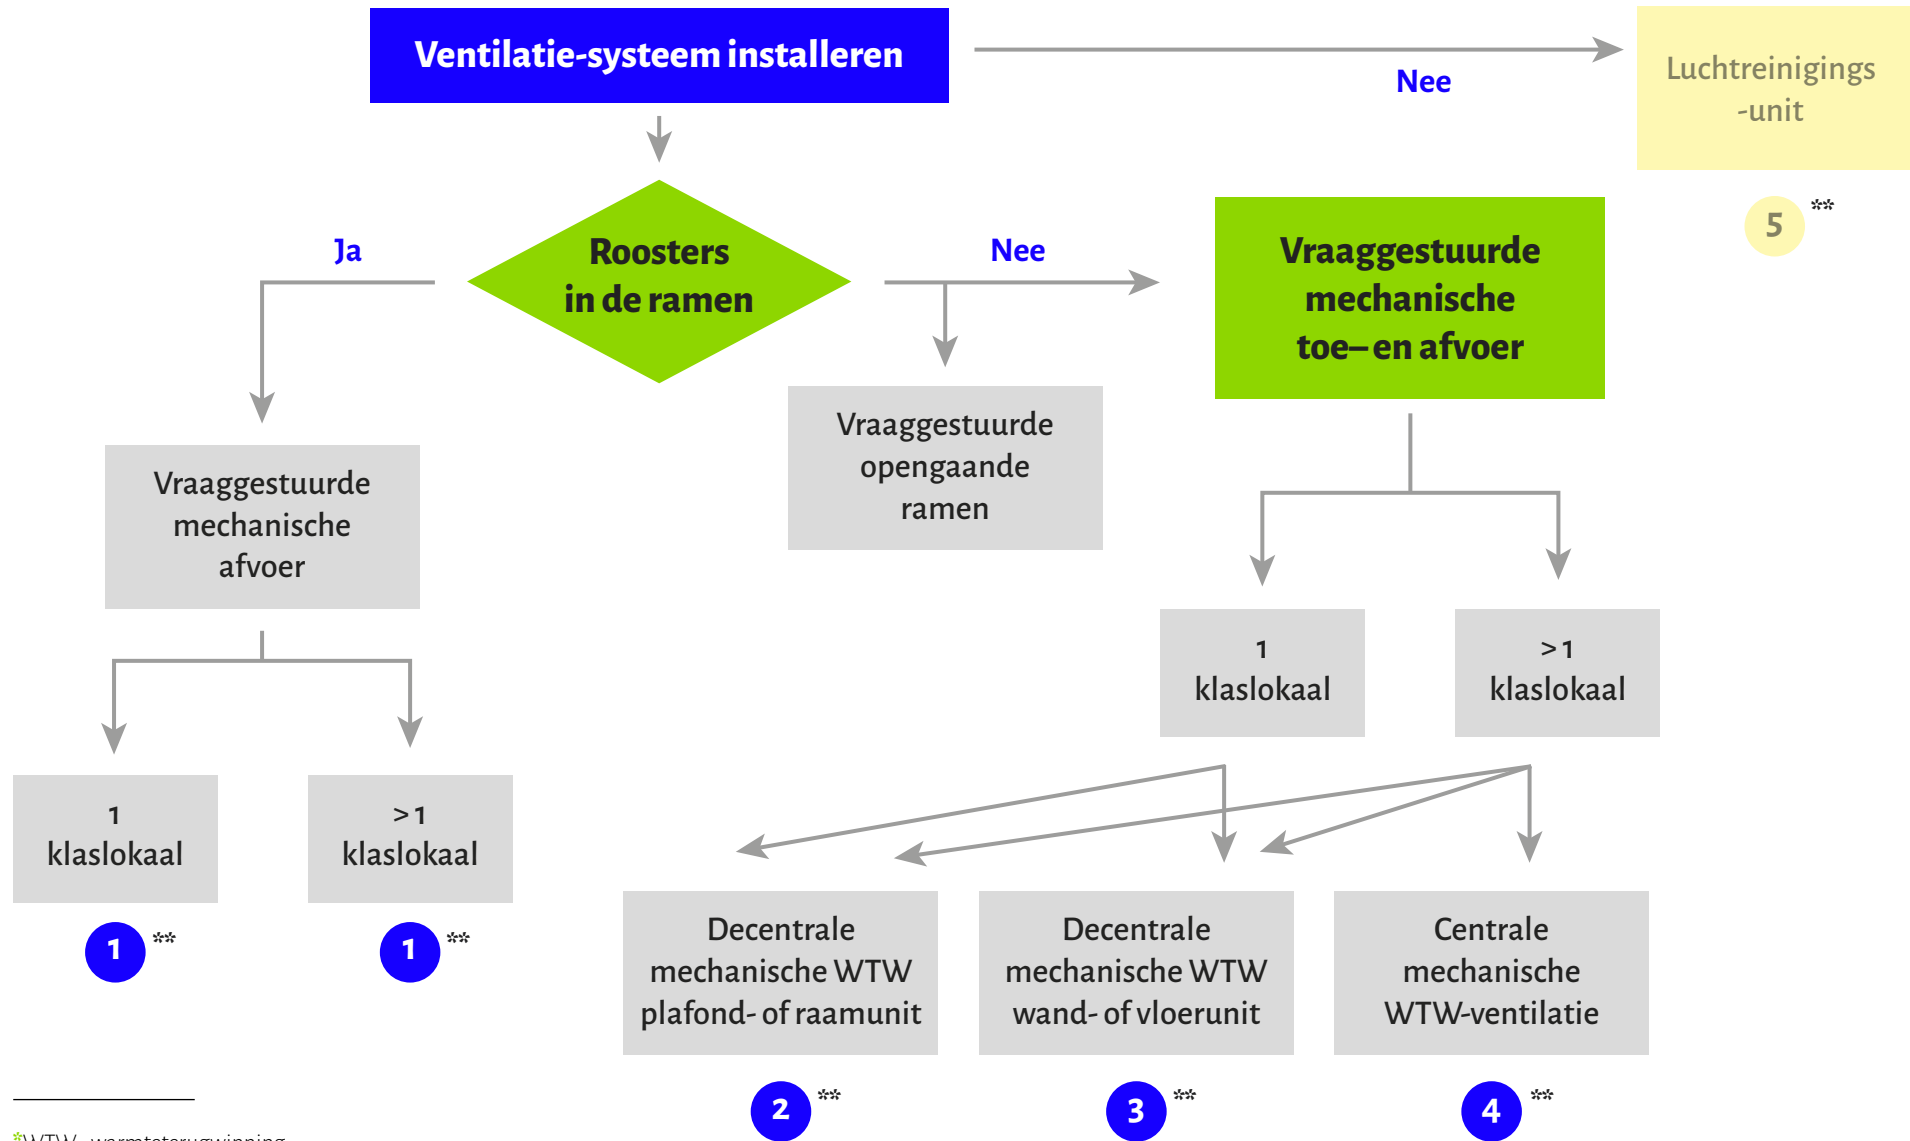 Ventilatie-systeem installeren
Nee
Luchtreinigings
-unit
5 **
Ja
Roosters
in de ramen
Nee
Vraaggestuurde
mechanische
toe– en afvoer
Vraaggestuurde
opengaande
ramen
Vraaggestuurde
mechanische
afvoer
1
klaslokaal
>1
klaslokaal
1
klaslokaal
>1
klaslokaal
1 **
1 **
Decentrale
mechanische WTW
plafond- of raamunit
Decentrale
mechanische WTW
wand- of vloerunit
Centrale
mechanische
WTW-ventilatie
2 **
3 **
4 **